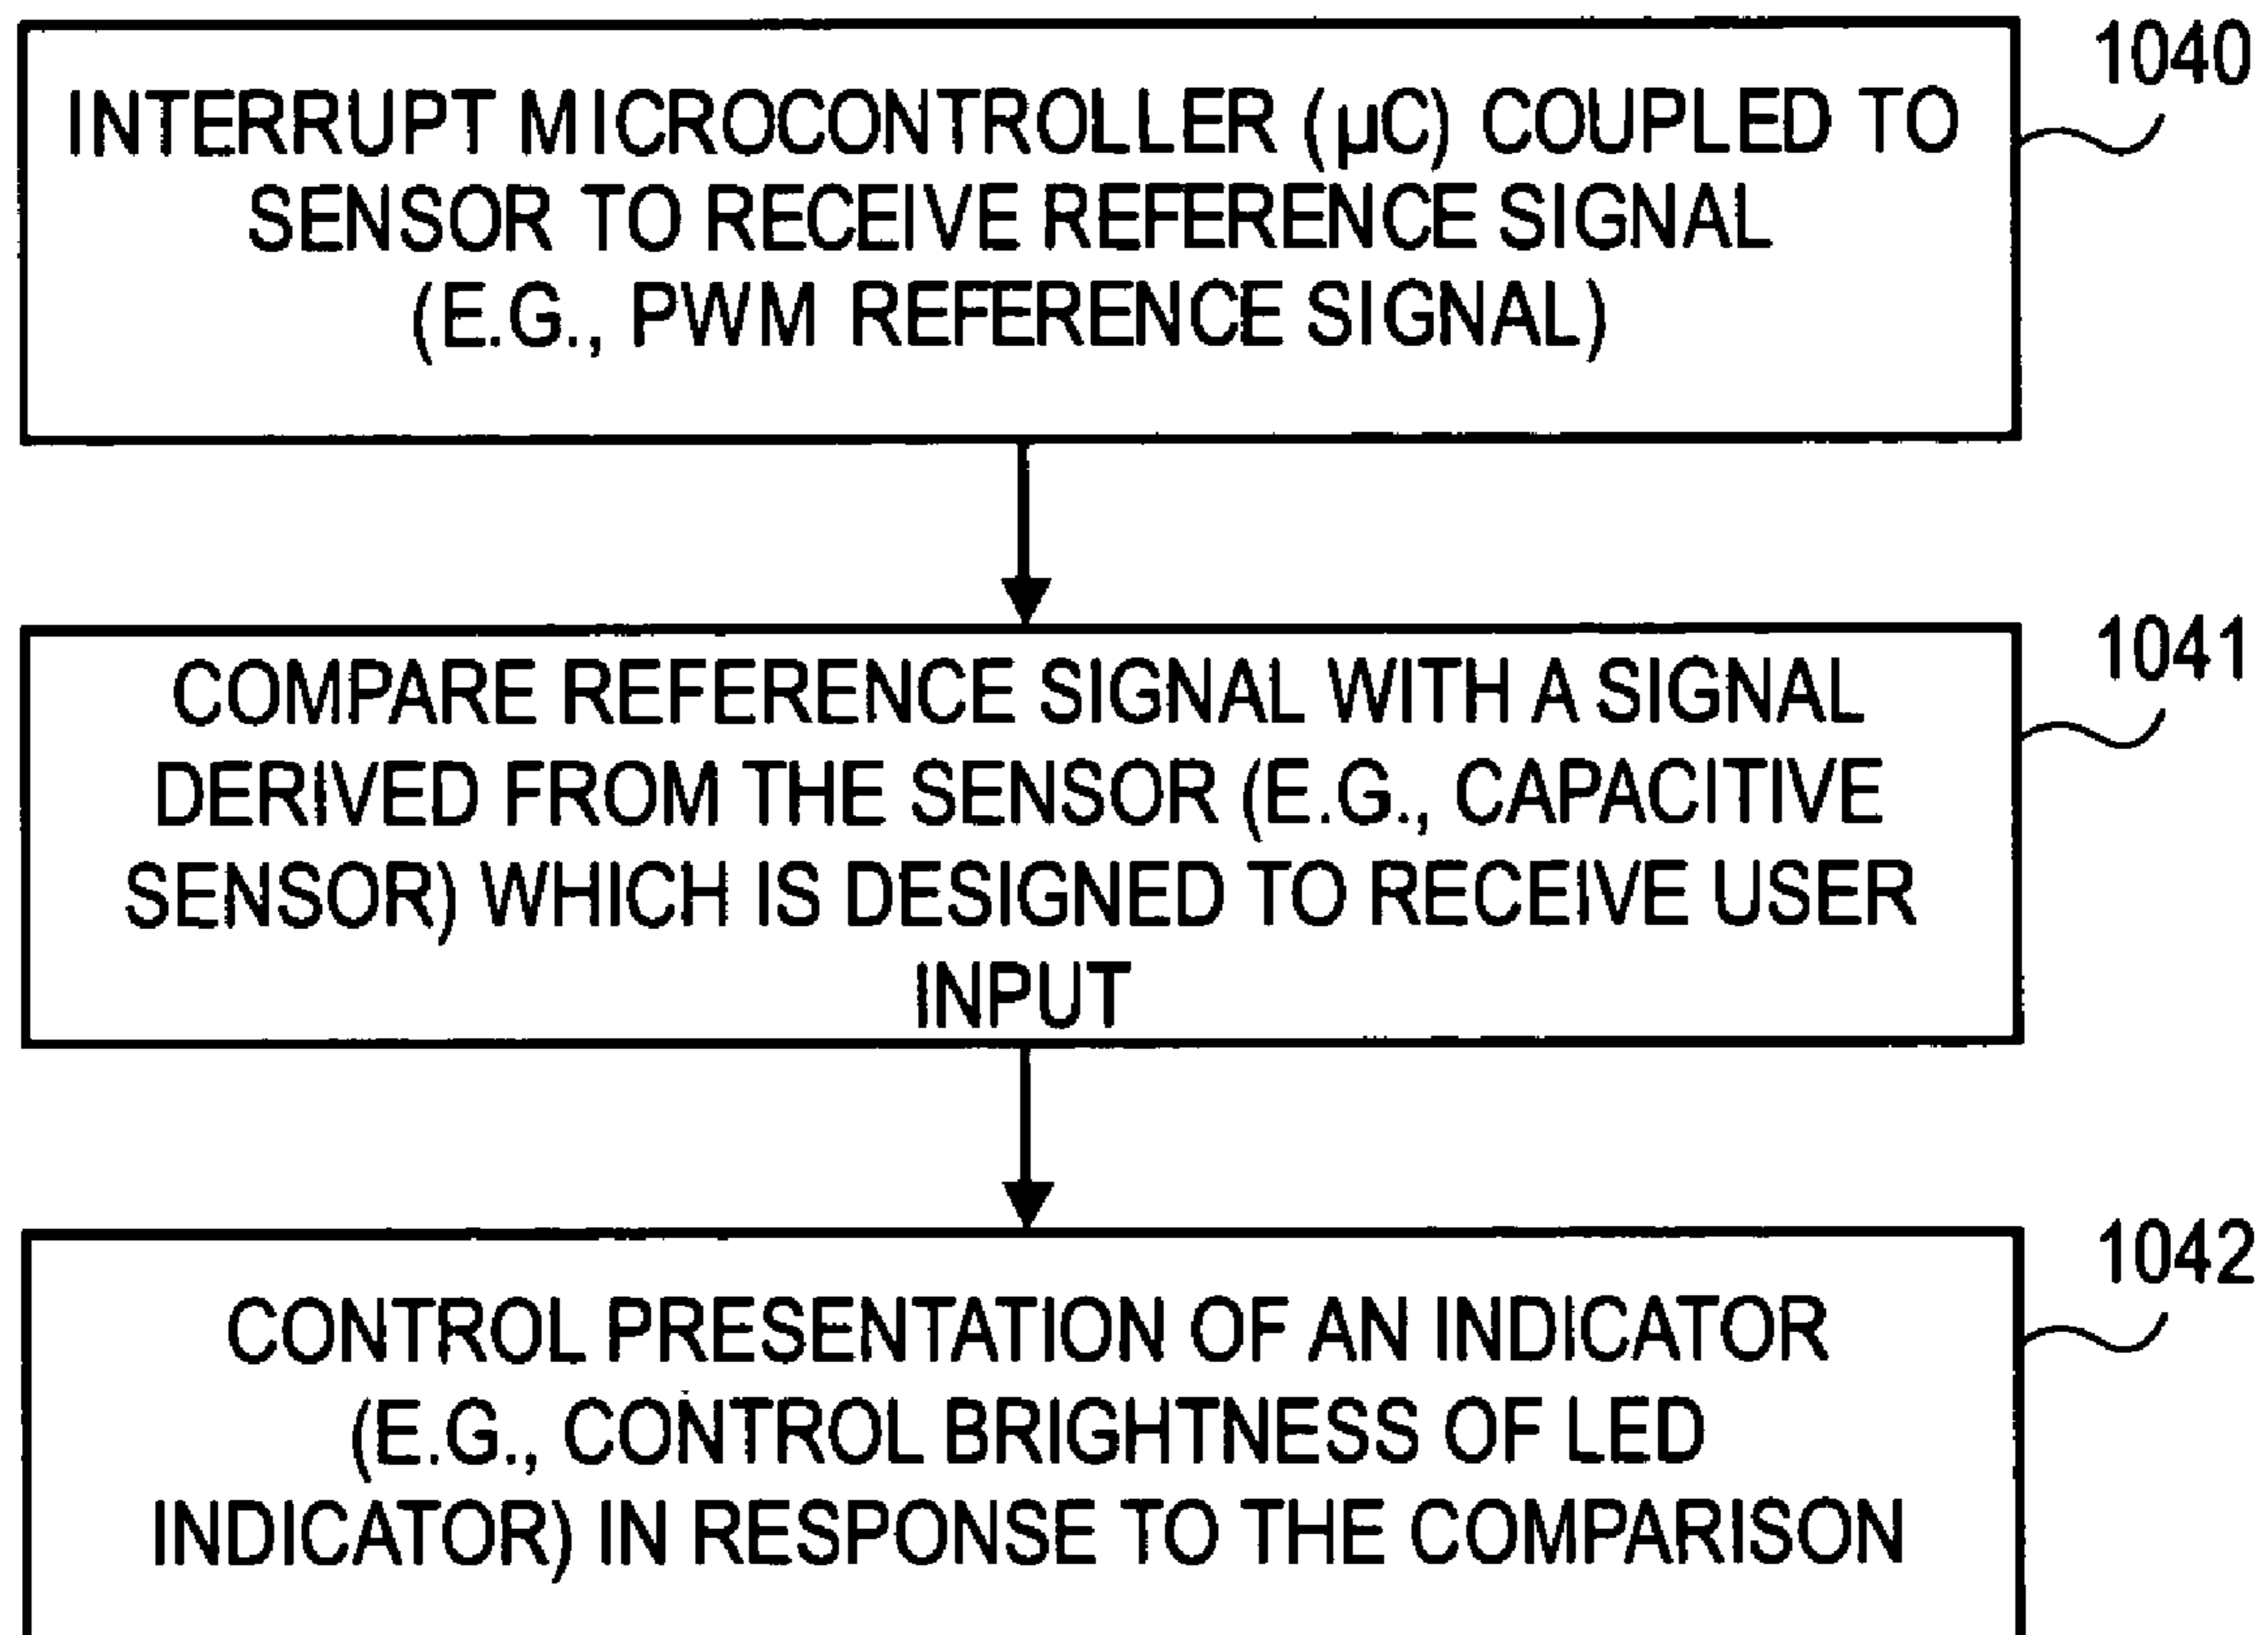 1040
INTERRUPT MICROCONTROLLER (µC) COUPLED TO
SENSOR TO RECEIVE REFERENCE SIGNAL
(E.G., PWM REFERENCE SIGNAL)
1041
COMPARE REFERENCE SIGNAL WITH A SIGNAL
DERIVED FROM THE SENSOR (E.G., CAPACITIVE
SENSOR) WHICH IS DESIGNED TO RECEIVE USER
INPUT
1042
CONTROL PRESENTATION OF AN INDICATOR
(E.G., CONTROL BRIGHTNESS OF LED
INDICATOR) IN RESPONSE TO THE COMPARISON